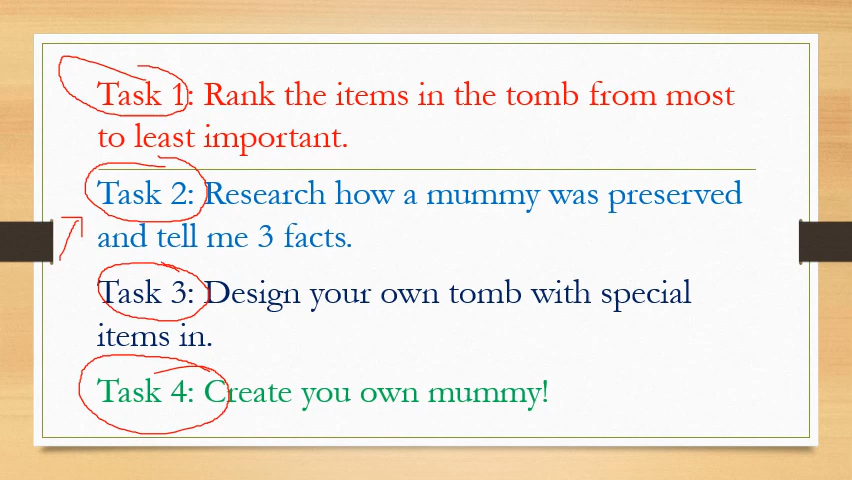 Task 1: Rank the items in the tomb from most
to least important.
Task 2: Research how a mummy was preserved
and tell me 3 facts.
Task 3: Design your own tomb with special
items in.
Task 4: Create you own mummy!